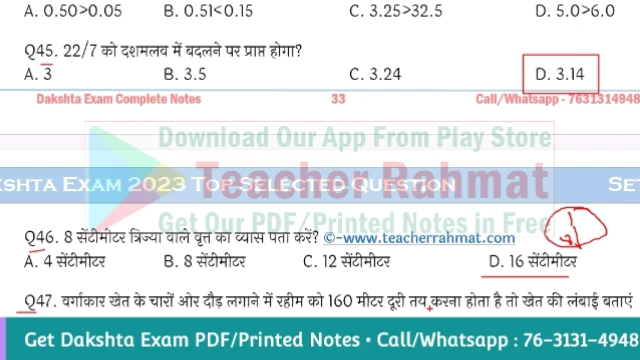 A. 0.50>0.05 B. 0.51<0.15 C. 3.25>32.5 D. 5.0>6.0
Q45. 22/7 को दशमलव में बदलने पर प्राप्त होगा?
A. 3 B. 3.5 C. 3.24 D. 3.14
Dakshta Exam Complete Notes 33 Call/Whatsapp - 7631314948
Download Our App From Play Store
Teacher Rahmat
KSHTA EXAM 2023 TOP SELECTED QUESTION SET
Get Our PDF/Printed Notes in Free
Q46. 8 सेंटीमीटर त्रिज्या वाले वृत्त का व्यास पता करें? ©-www.teacherrahmat.com
A. 4 सेंटीमीटर B. 8 सेंटीमीटर C. 12 सेंटीमीटर D. 16 सेंटीमीटर
Q47. वर्गाकार खेत के चारों ओर दौड़ लगाने में रहीम को 160 मीटर दूरी तय करना होता है तो खेत की लंबाई बताएं
Get Dakshta Exam PDF/Printed Notes • Call/Whatsapp : 76-3131-4948